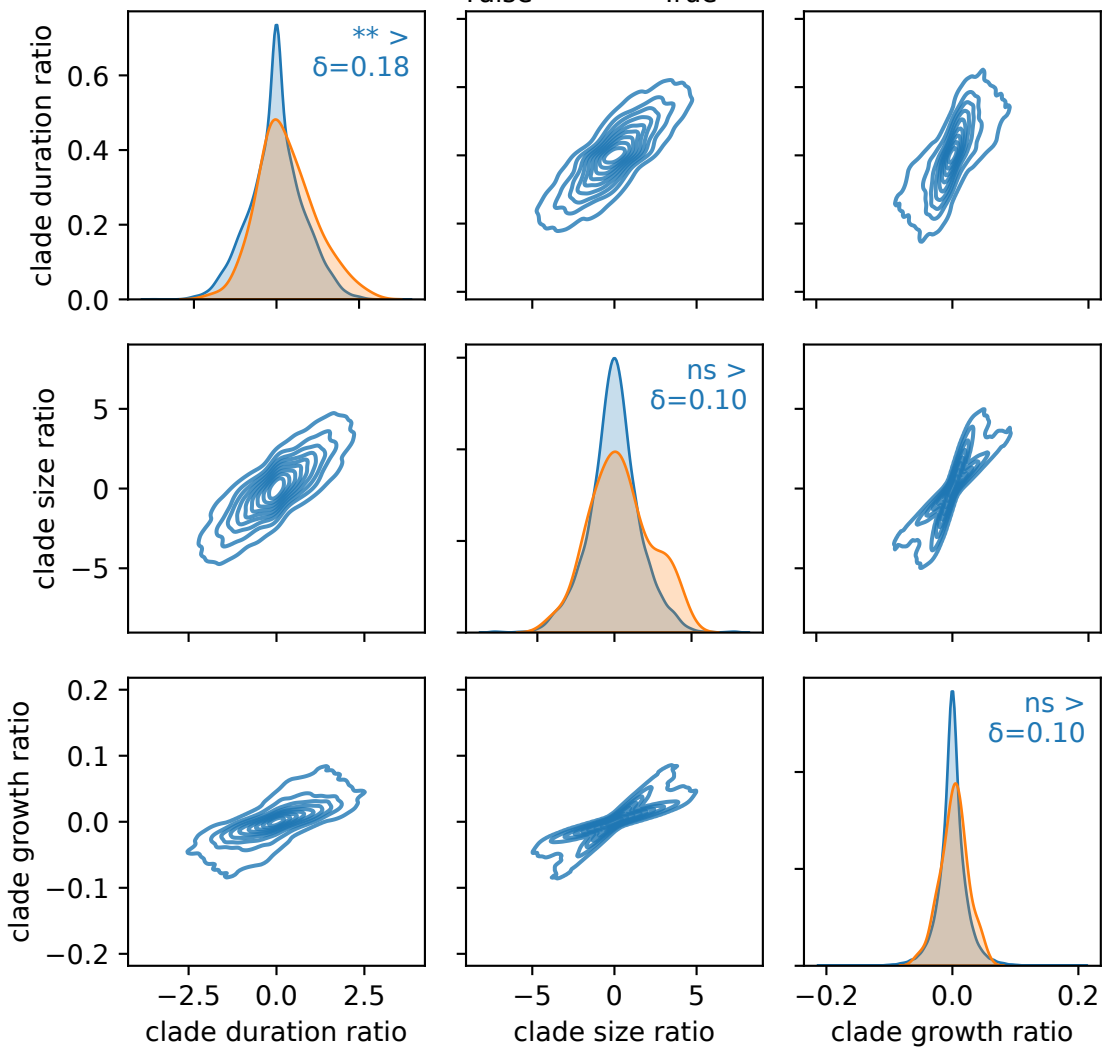 clade duration ratio
0.6
0.4
0.2
0.0
** >
δ=0.18
clade size ratio
5
0
−5
ns >
δ=0.10
clade growth ratio
0.2
0.1
0.0
−0.1
−0.2
ns >
δ=0.10
−2.5 0.0 2.5
−5 0 5
−0.2 0.0 0.2
clade duration ratio
clade size ratio
clade growth ratio